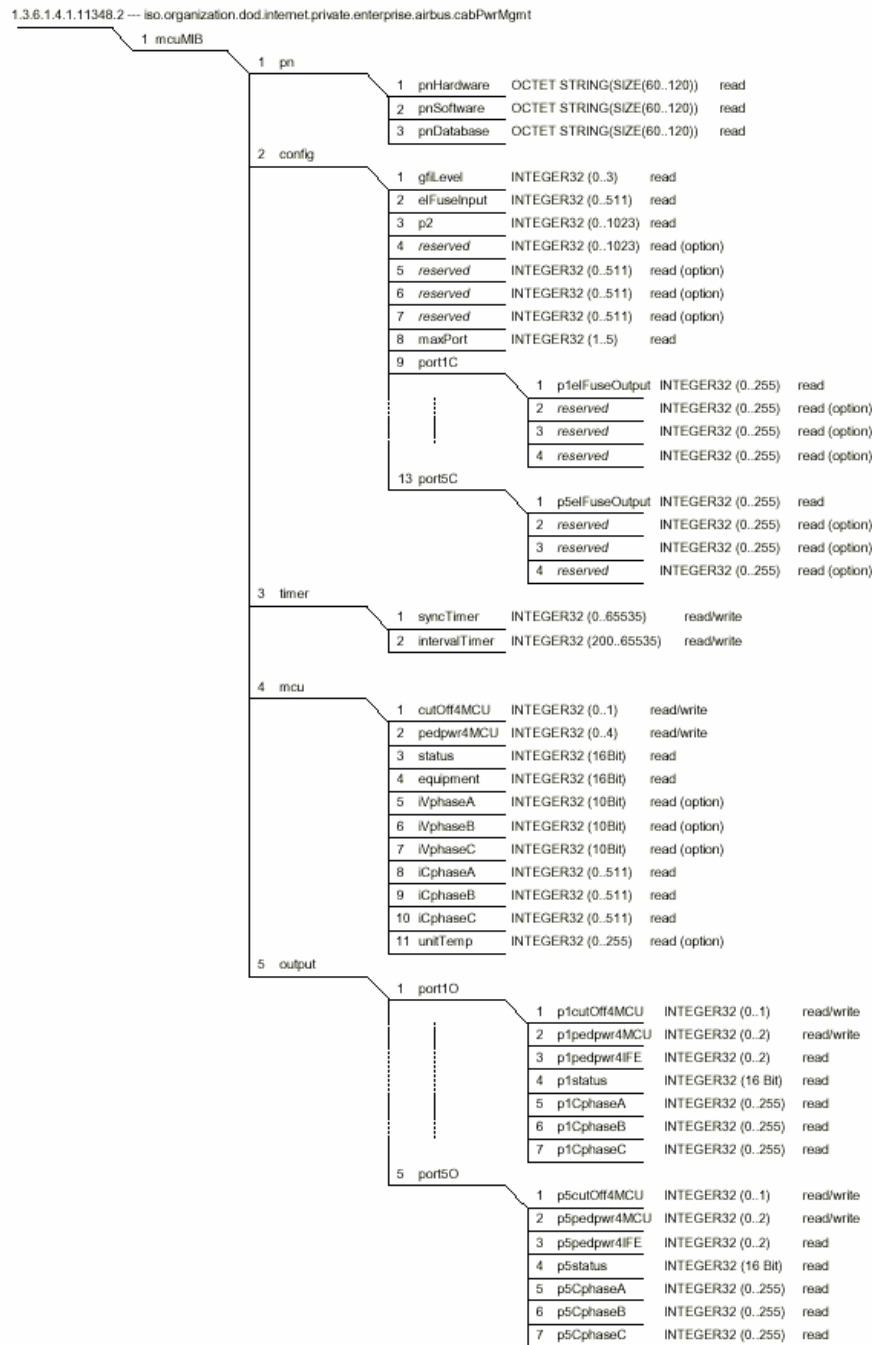 1.3.6.1.4.1.11348.2 --- iso.organization.dod.internet.private.enterprise.airbus.cabPwrMgmt
1 mcuMIB
1 pn
1 pnHardware OCTET STRING(SIZE(60..120)) read
2 pnSoftware OCTET STRING(SIZE(60..120)) read
3 pnDatabase OCTET STRING(SIZE(60..120)) read
2 config
1 gfiLevel INTEGER32 (0..3) read
2 elFuseInput INTEGER32 (0..511) read
3 p2 INTEGER32 (0..1023) read
4 reserved INTEGER32 (0..1023) read (option)
5 reserved INTEGER32 (0..511) read (option)
6 reserved INTEGER32 (0..511) read (option)
7 reserved INTEGER32 (0..511) read (option)
8 maxPort INTEGER32 (1..5) read
9 port1C
1 p1elFuseOutput INTEGER32 (0..255) read
2 reserved INTEGER32 (0..255) read (option)
3 reserved INTEGER32 (0..255) read (option)
4 reserved INTEGER32 (0..255) read (option)
13 port5C
1 p5elFuseOutput INTEGER32 (0..255) read
2 reserved INTEGER32 (0..255) read (option)
3 reserved INTEGER32 (0..255) read (option)
4 reserved INTEGER32 (0..255) read (option)
3 timer
1 syncTimer INTEGER32 (0..65535) read/write
2 intervalTimer INTEGER32 (200..65535) read/write
4 mcu
1 cutOff4MCU INTEGER32 (0..1) read/write
2 pedpwr4MCU INTEGER32 (0..4) read/write
3 status INTEGER32 (16Bit) read
4 equipment INTEGER32 (16Bit) read
5 iVphaseA INTEGER32 (10Bit) read (option)
6 iVphaseB INTEGER32 (10Bit) read (option)
7 iVphaseC INTEGER32 (10Bit) read (option)
8 iCphaseA INTEGER32 (0..511) read
9 iCphaseB INTEGER32 (0..511) read
10 iCphaseC INTEGER32 (0..511) read
11 unitTemp INTEGER32 (0..255) read (option)
5 output
1 port1O
1 p1cutOff4MCU INTEGER32 (0..1) read/write
2 p1pedpwr4MCU INTEGER32 (0..2) read/write
3 p1pedpwr4IFE INTEGER32 (0..2) read
4 p1status INTEGER32 (16 Bit) read
5 p1CphaseA INTEGER32 (0..255) read
6 p1CphaseB INTEGER32 (0..255) read
7 p1CphaseC INTEGER32 (0..255) read
5 port5O
1 p5cutOff4MCU INTEGER32 (0..1) read/write
2 p5pedpwr4MCU INTEGER32 (0..2) read/write
3 p5pedpwr4IFE INTEGER32 (0..2) read
4 p5status INTEGER32 (16 Bit) read
5 p5CphaseA INTEGER32 (0..255) read
6 p5CphaseB INTEGER32 (0..255) read
7 p5CphaseC INTEGER32 (0..255) read